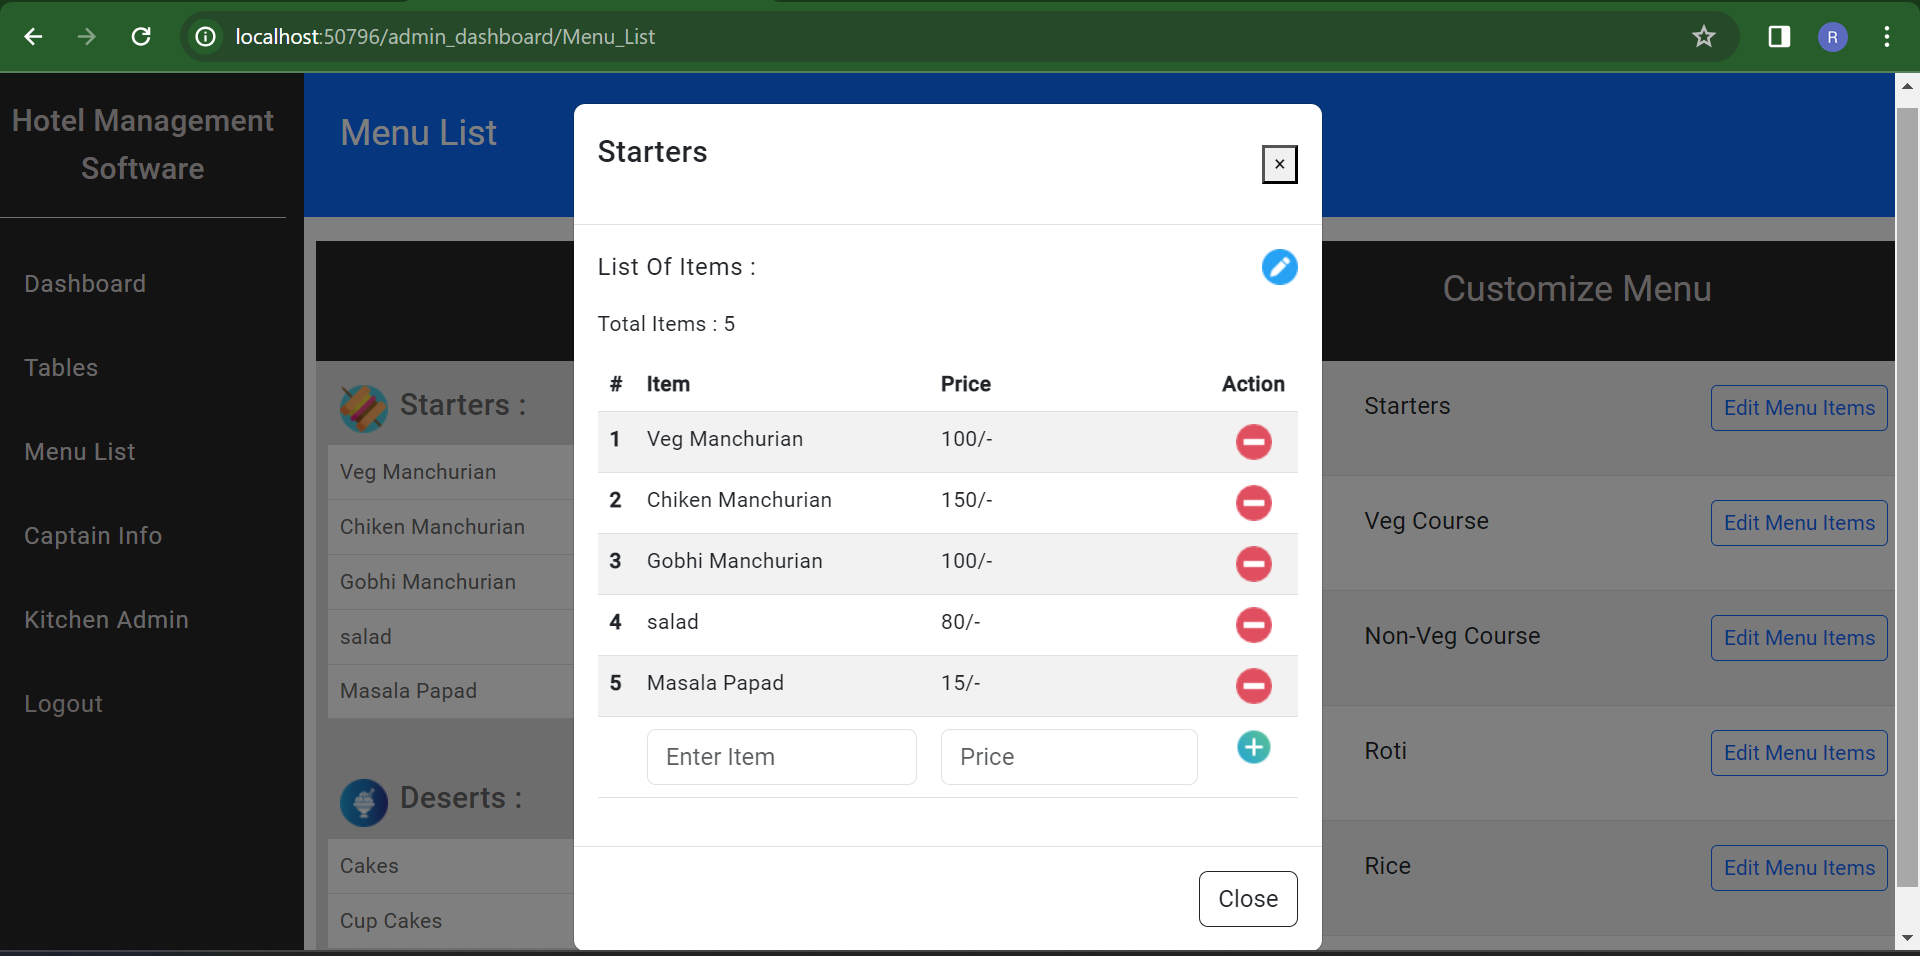 localhost:50796/admin_dashboard/Menu_List
R
Hotel Management
Software
Dashboard
Tables
Menu List
Captain Info
Kitchen Admin
Logout
Menu List
Starters :
Veg Manchurian
Chiken Manchurian
Gobhi Manchurian
salad
Masala Papad
Deserts :
Cakes
Cup Cakes
Starters
×
List Of Items :
Total Items : 5
# Item Price Action
1 Veg Manchurian 100/-
2 Chiken Manchurian 150/-
3 Gobhi Manchurian 100/-
4 salad 80/-
5 Masala Papad 15/-
Enter Item Price
Close
Customize Menu
Starters Edit Menu Items
Veg Course Edit Menu Items
Non-Veg Course Edit Menu Items
Roti Edit Menu Items
Rice Edit Menu Items